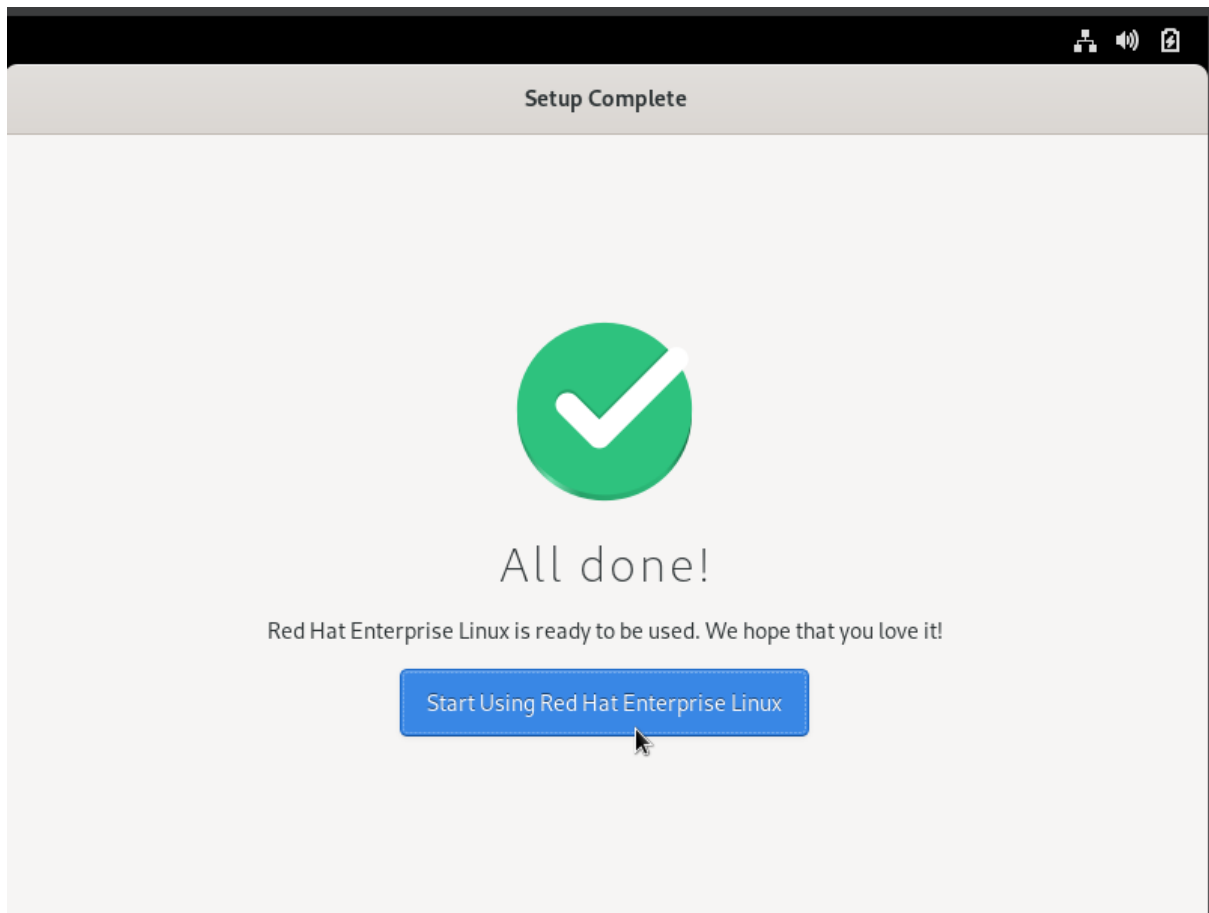 Setup Complete
All done!
Red Hat Enterprise Linux is ready to be used. We hope that you love it!
Start Using Red Hat Enterprise Linux